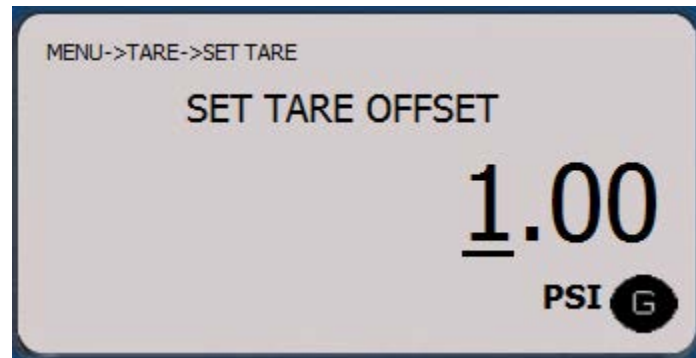 MENU->TARE->SET TARE
SET TARE OFFSET
1.00
PSI G